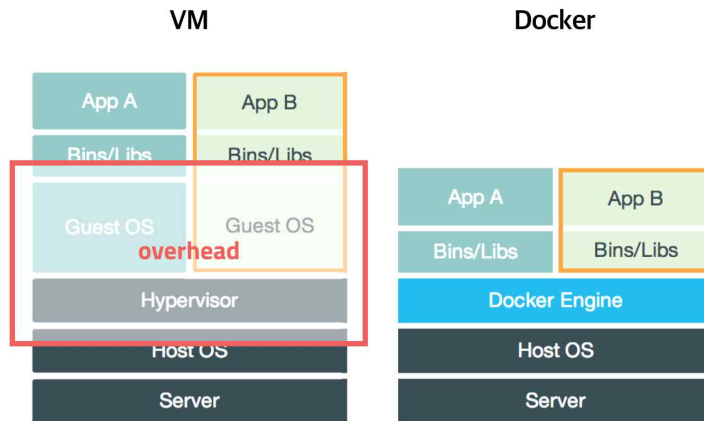 VM
App A
App B
Bins/Libs
Bins/Libs
Guest OS
Guest OS
overhead
Hypervisor
Host OS
Server
Docker
App A
App B
Bins/Libs
Bins/Libs
Docker Engine
Host OS
Server